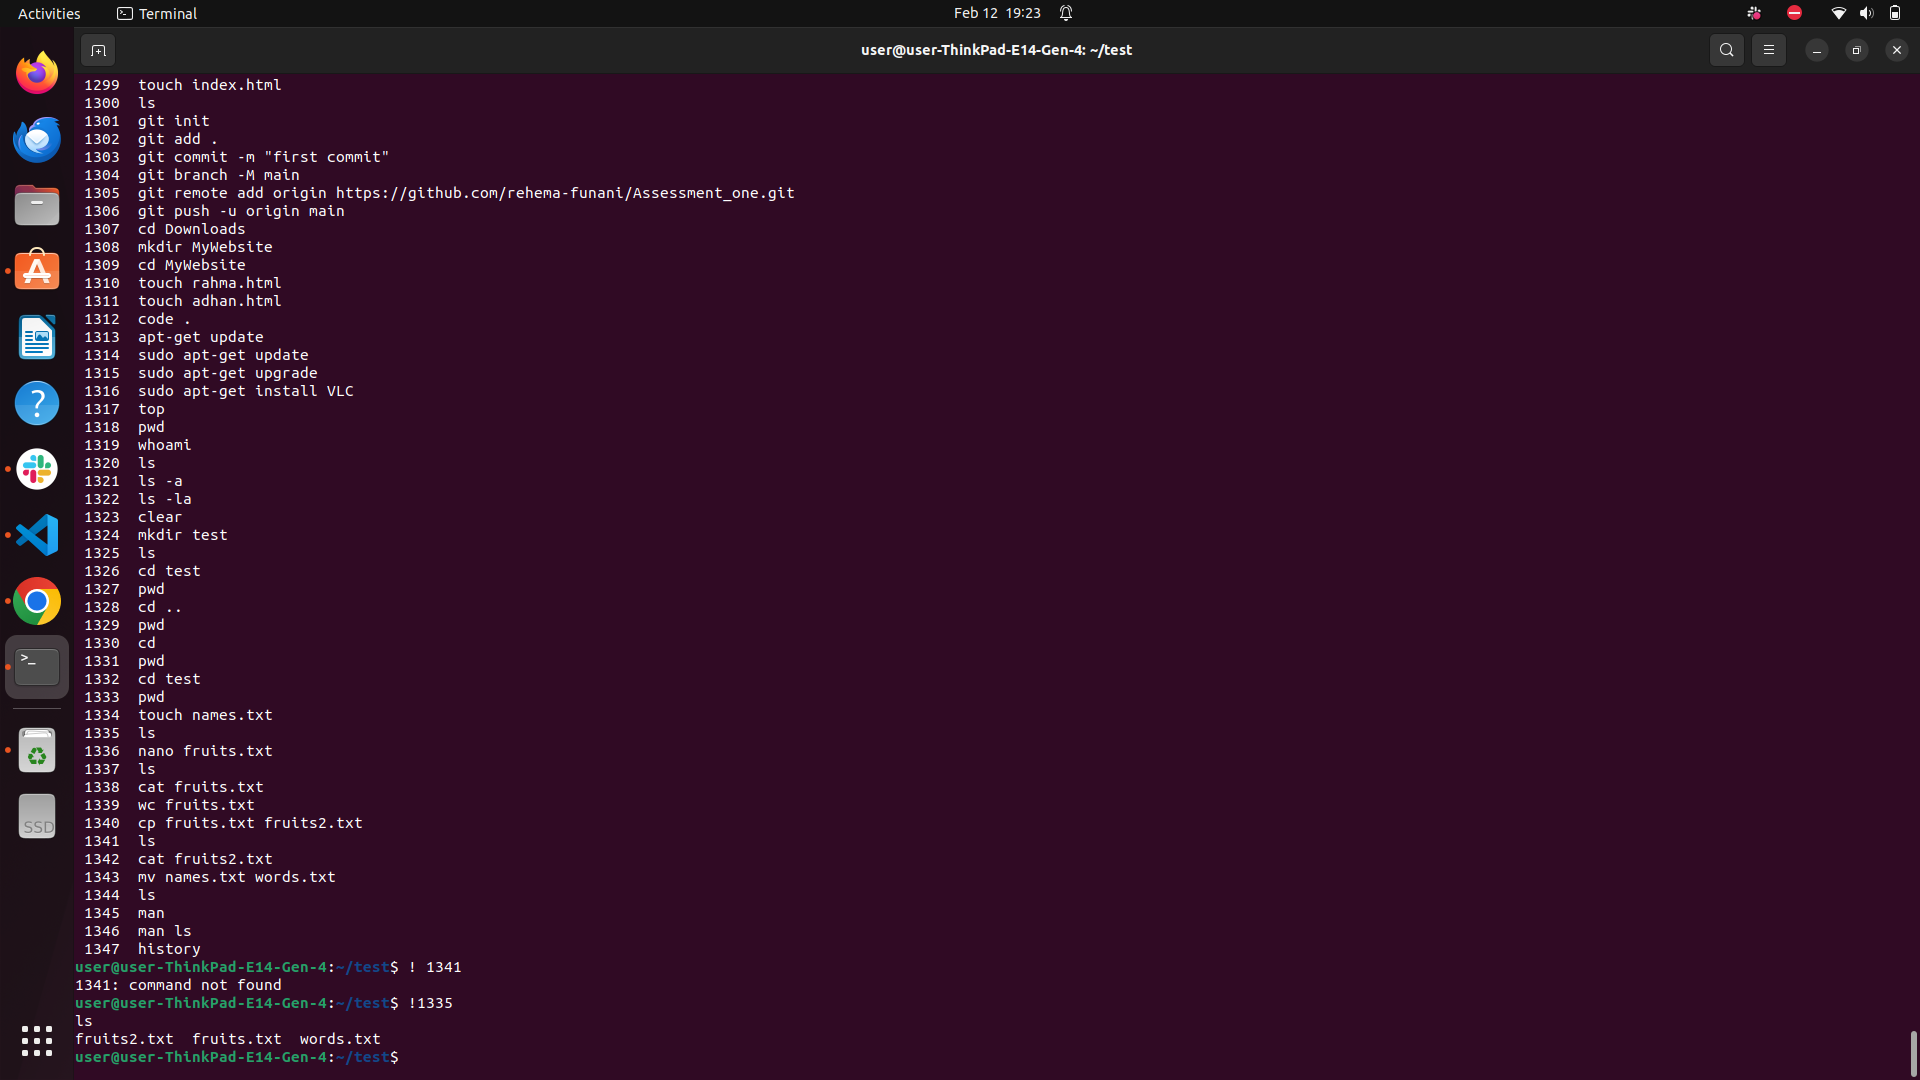 Activities
Terminal
Feb 12 19:23
user@user-ThinkPad-E14-Gen-4: ~/test
1299 touch index.html
1300 ls
1301 git init
1302 git add .
1303 git commit -m "first commit"
1304 git branch -M main
1305 git remote add origin https://github.com/rehema-funani/Assessment_one.git
1306 git push -u origin main
1307 cd Downloads
1308 mkdir MyWebsite
1309 cd MyWebsite
1310 touch rahma.html
1311 touch adhan.html
1312 code .
1313 apt-get update
1314 sudo apt-get update
1315 sudo apt-get upgrade
1316 sudo apt-get install VLC
1317 top
1318 pwd
1319 whoami
1320 ls
1321 ls -a
1322 ls -la
1323 clear
1324 mkdir test
1325 ls
1326 cd test
1327 pwd
1328 cd ..
1329 pwd
1330 cd
1331 pwd
1332 cd test
1333 pwd
1334 touch names.txt
1335 ls
1336 nano fruits.txt
1337 ls
1338 cat fruits.txt
1339 wc fruits.txt
1340 cp fruits.txt fruits2.txt
1341 ls
1342 cat fruits2.txt
1343 mv names.txt words.txt
1344 ls
1345 man
1346 man ls
1347 history
user@user-ThinkPad-E14-Gen-4:~/test$ ! 1341
1341: command not found
user@user-ThinkPad-E14-Gen-4:~/test$ !1335
ls
fruits2.txt fruits.txt words.txt
user@user-ThinkPad-E14-Gen-4:~/test$
SSD